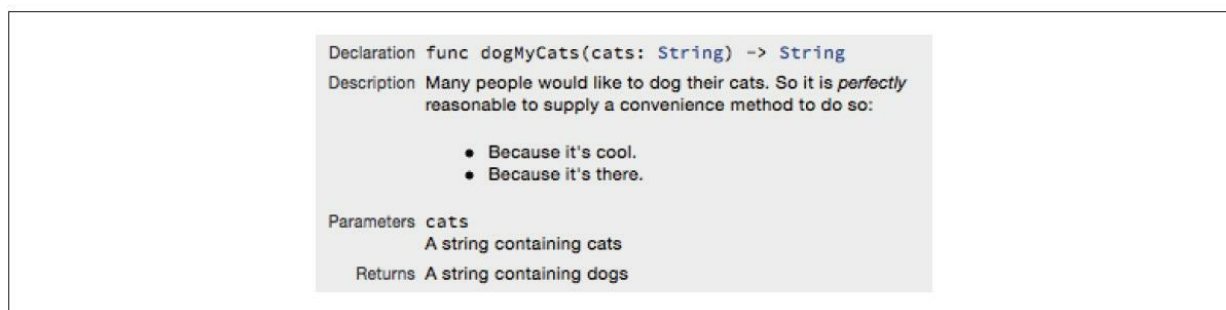 Declaration func dogMyCats(cats: String) -> String
Description Many people would like to dog their cats. So it is perfectly
reasonable to supply a convenience method to do so:
• Because it's cool.
• Because it's there.
Parameters cats
A string containing cats
Returns A string containing dogs